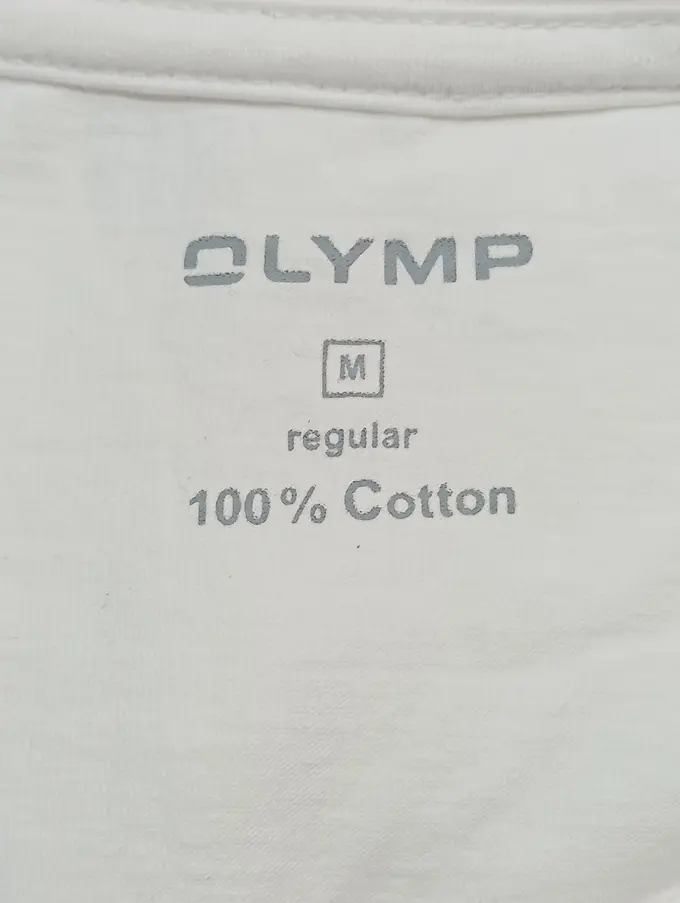 OLYMP
M
regular
100% Cotton